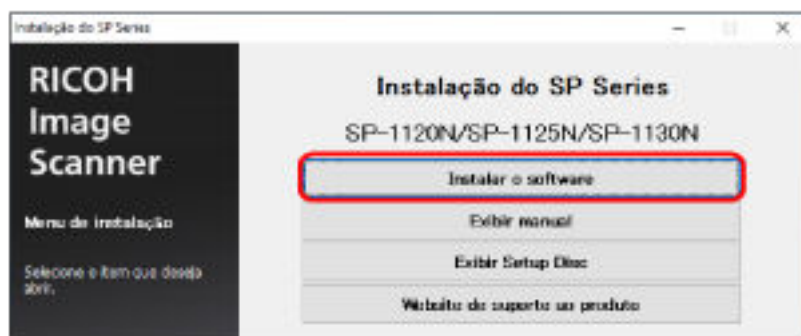 Instalação do SP Series
RICOH
Image
Scanner
Menu de instalação
Selecione o item que deseja
abrir.
Instalação do SP Series
SP-1120N/SP-1125N/SP-1130N
Instalar o software
Exibir manual
Exibir Setup Disc
Website de suporte ao produto